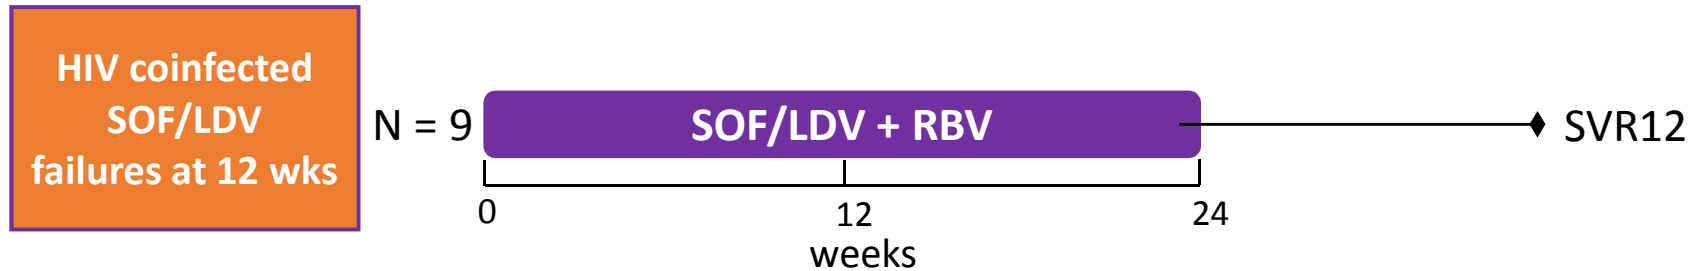 HIV coinfected
SOF/LDV
failures at 12 wks
N = 9
SOF/LDV + RBV
SVR12
0
12
24
weeks